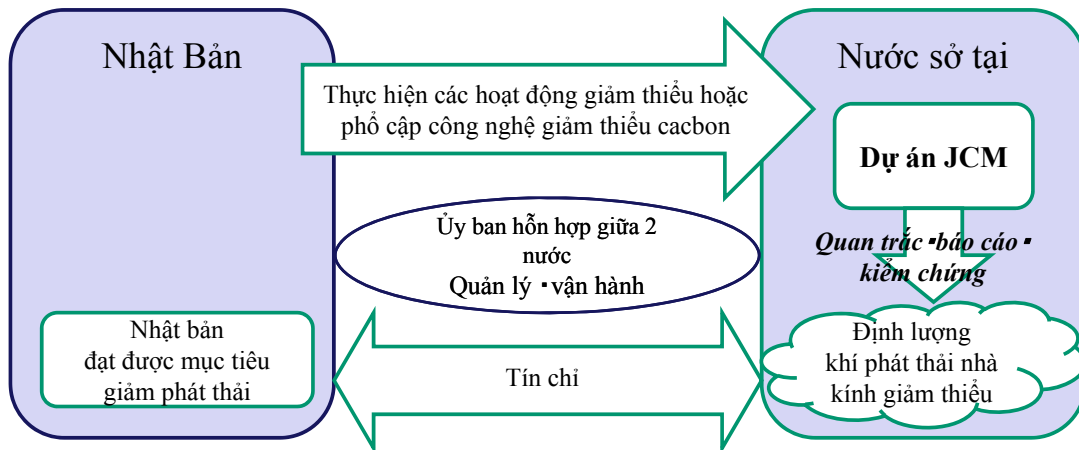 Nhật Bản
Thực hiện các hoạt động giảm thiểu hoặc
phổ cập công nghệ giảm thiểu cacbon
Nước sở tại
Dự án JCM
Ủy ban hỗn hợp giữa 2
nước
Quản lý ▪vận hành
Quan trắc ▪báo cáo ▪
kiểm chứng
Nhật bản
đạt được mục tiêu
giảm phát thải
Tín chỉ
Định lượng
khí phát thải nhà
kính giảm thiểu